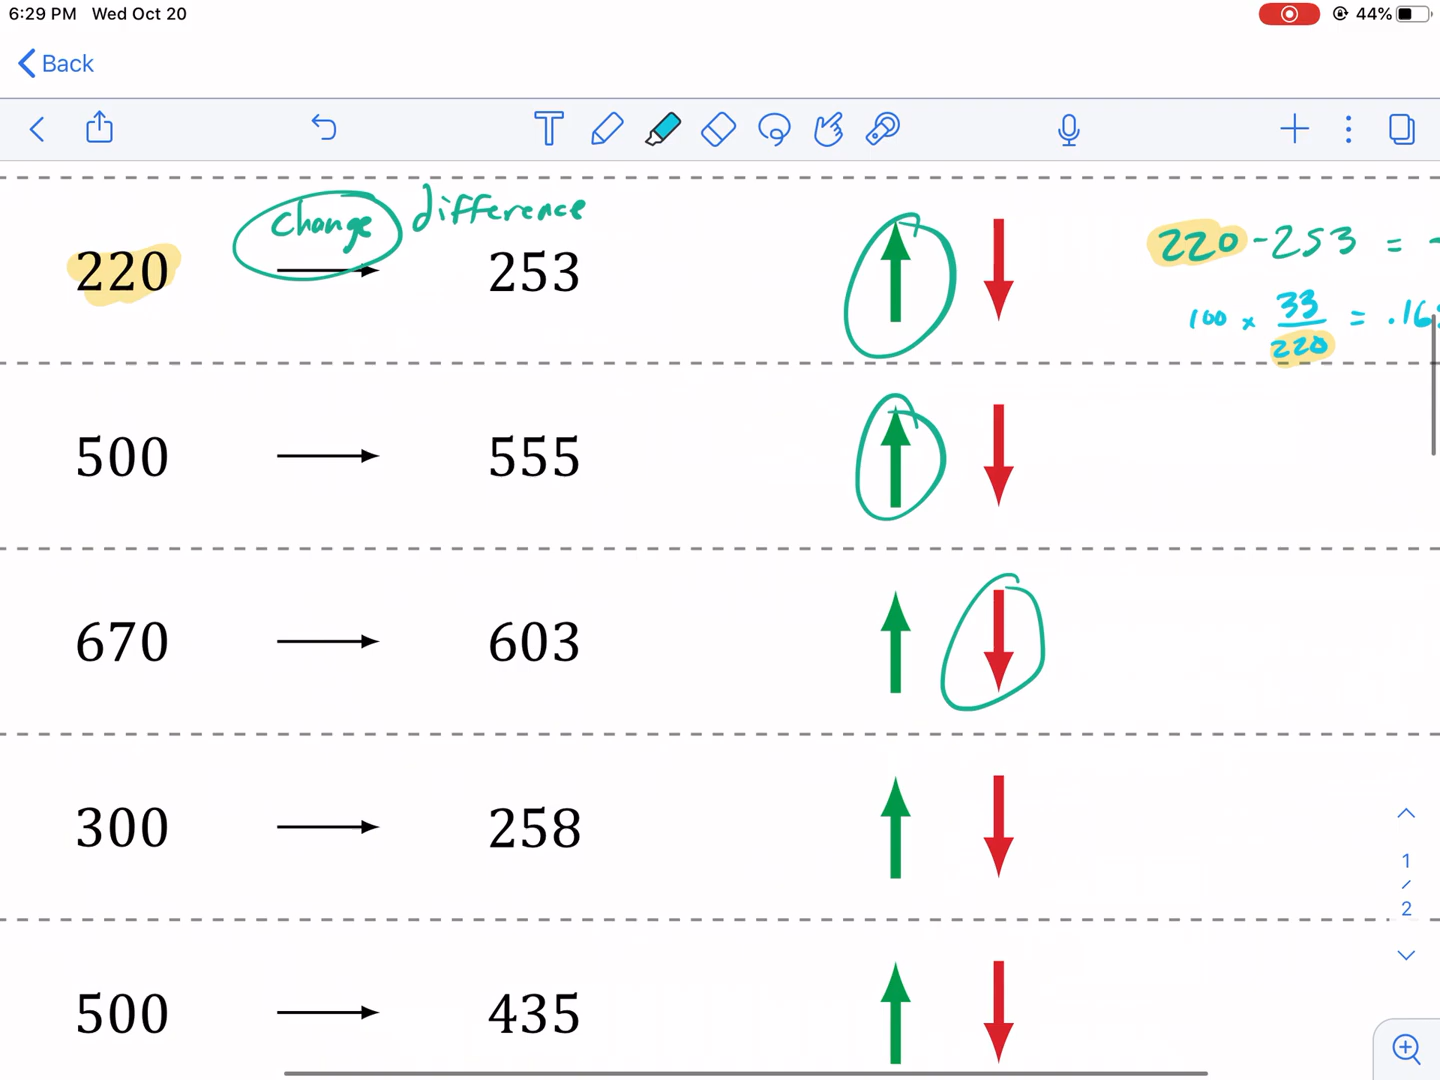 6:29 PM Wed Oct 20
44%
Back
change difference
220 253
220 - 253 = -
100 x 33/220 = .16
500 555
670 603
300 258
1
/
2
500 435